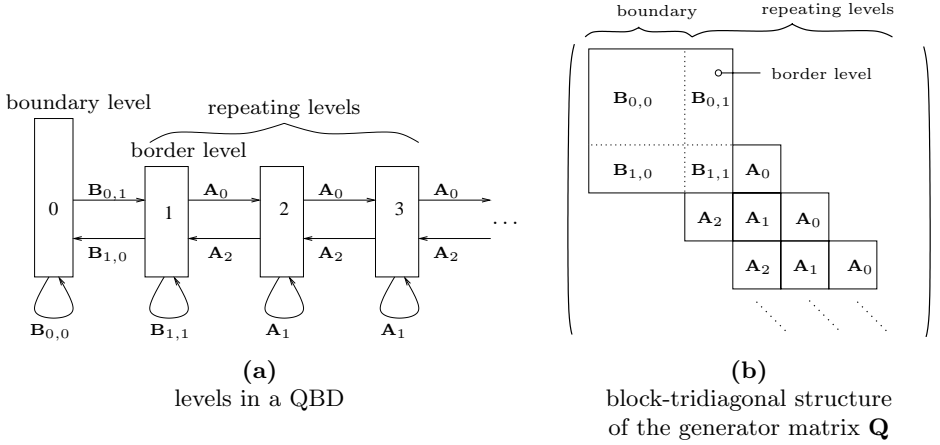 boundary level
repeating levels
border level
B0,1 A0 A0 A0
0 1 2 3
...
B1,0 A2 A2 A2
B0,0 B1,1 A1 A1
(a)
levels in a QBD
boundary repeating levels
border level
B0,0 B0,1
B1,0 B1,1 A0
A2 A1 A0
A2 A1 A0
(b)
block-tridiagonal structure
of the generator matrix Q